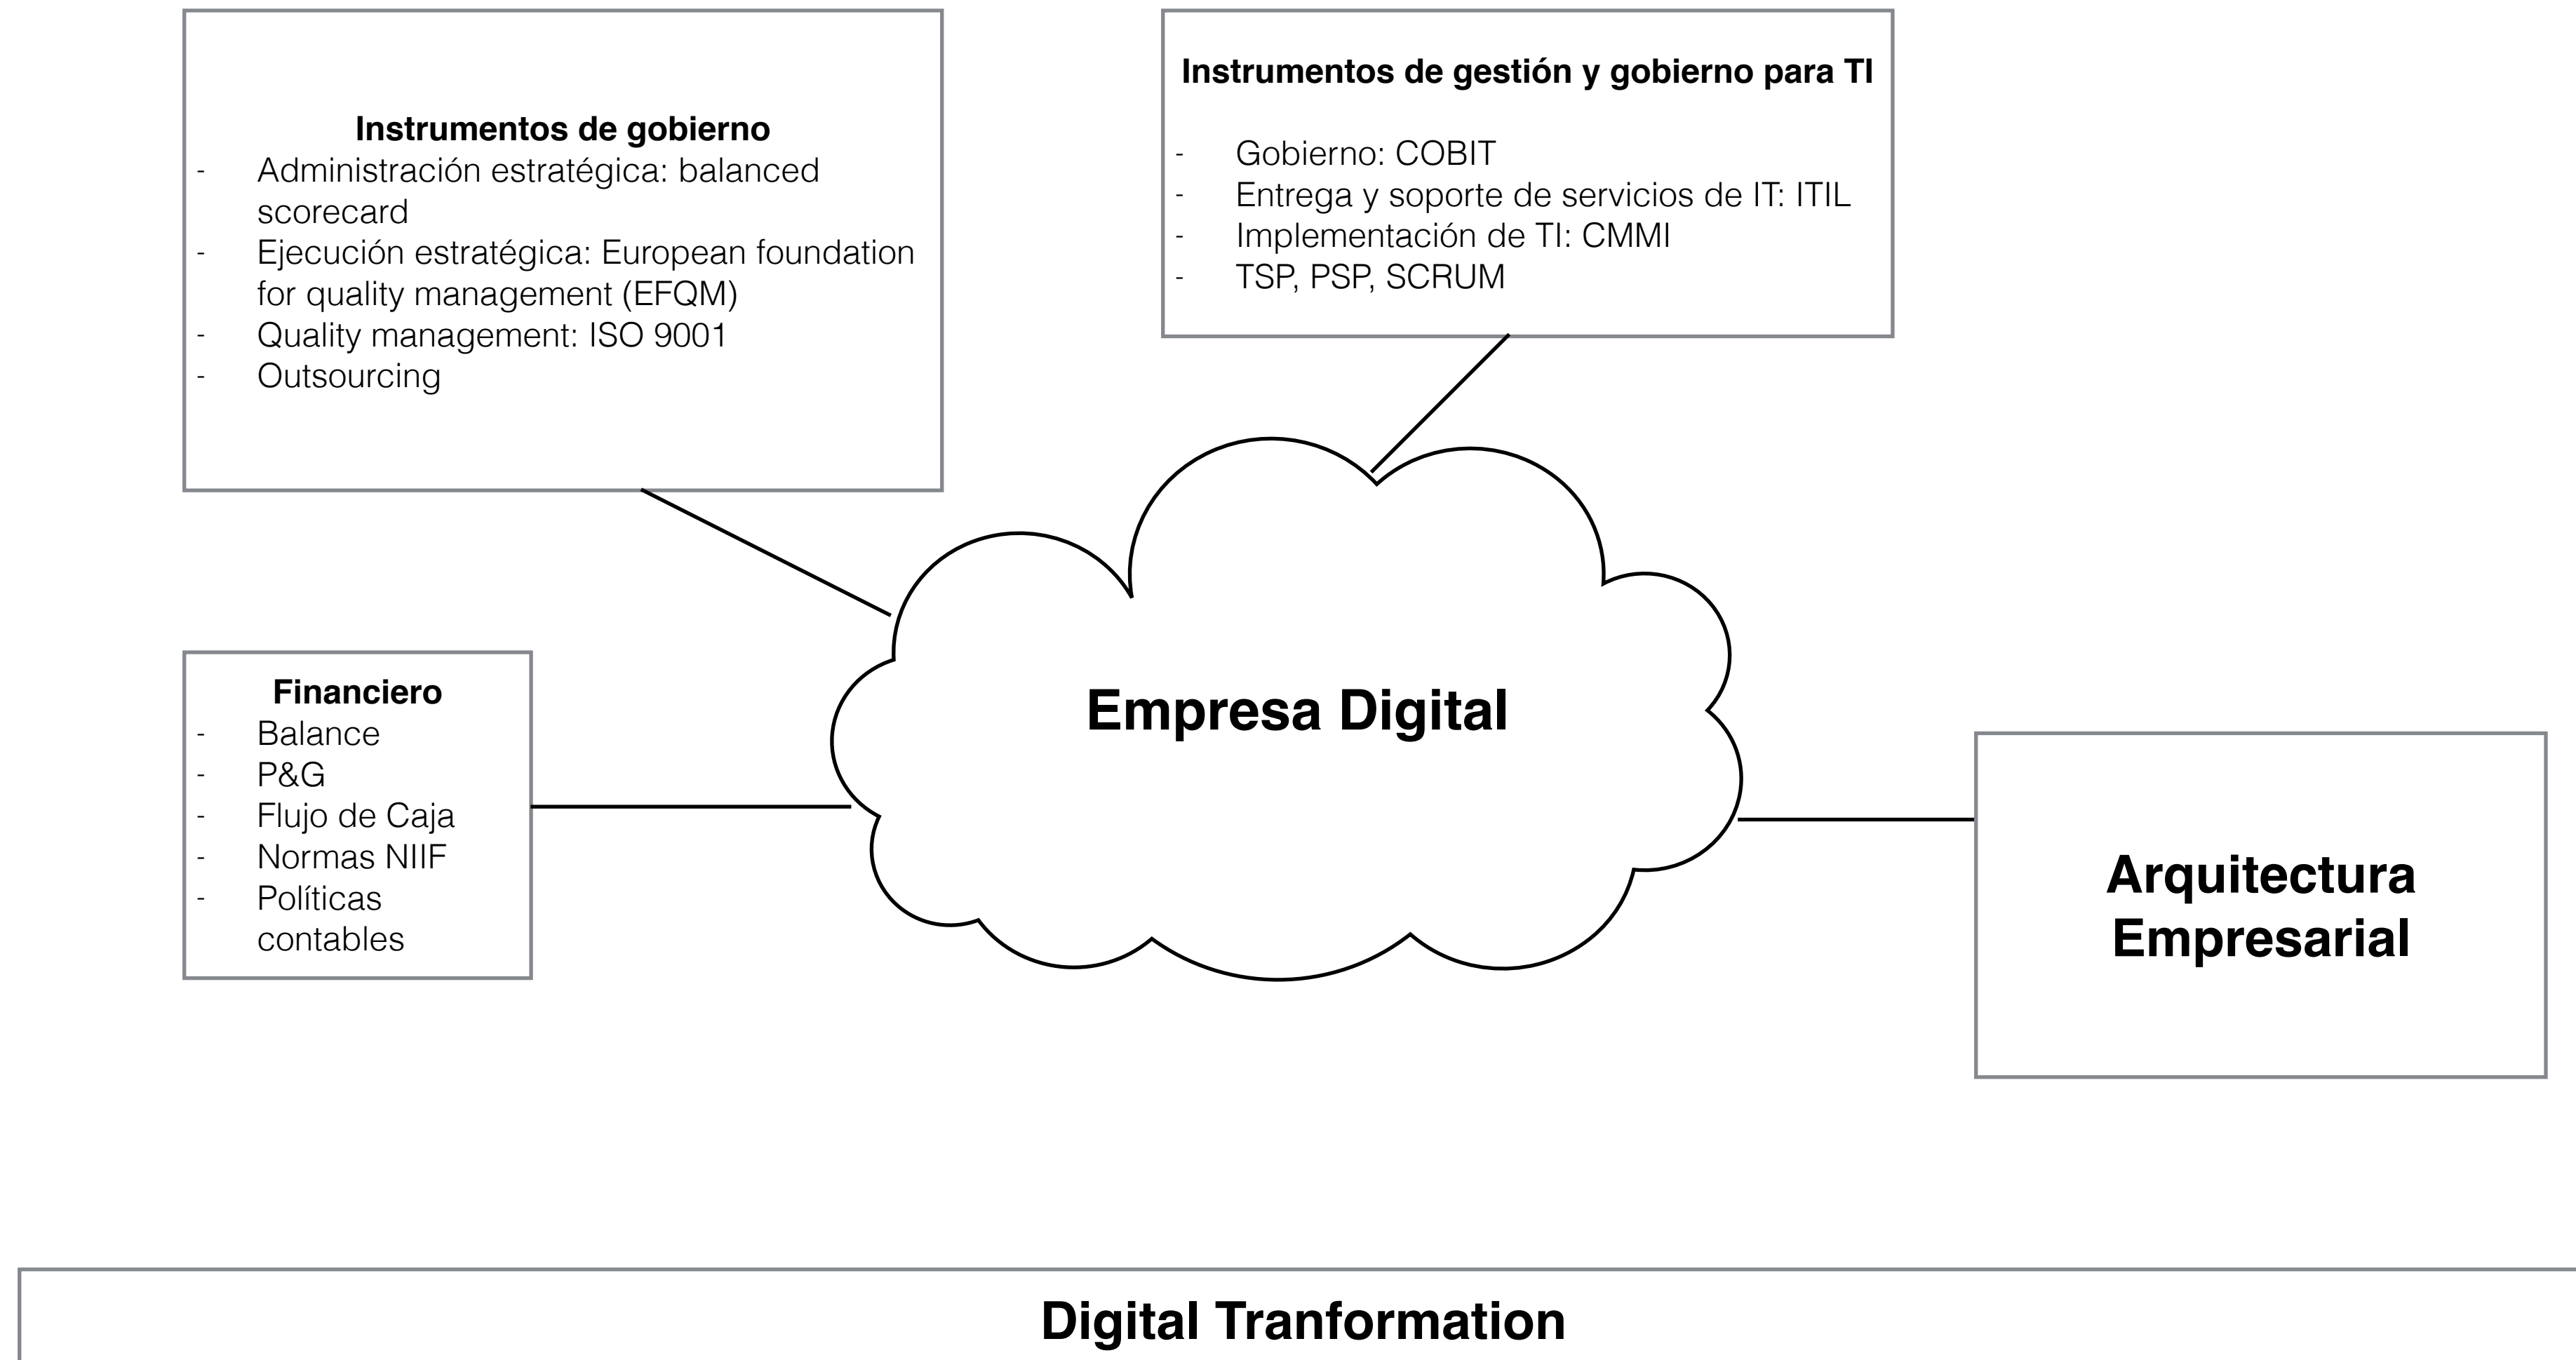 Instrumentos de gobierno
- Administración estratégica: balanced
scorecard
- Ejecución estratégica: European foundation
for quality management (EFQM)
- Quality management: ISO 9001
- Outsourcing
Instrumentos de gestión y gobierno para TI
- Gobierno: COBIT
- Entrega y soporte de servicios de IT: ITIL
- Implementación de TI: CMMI
- TSP, PSP, SCRUM
Financiero
- Balance
- P&G
- Flujo de Caja
- Normas NIIF
- Políticas
contables
Empresa Digital
Arquitectura
Empresarial
Digital Tranformation